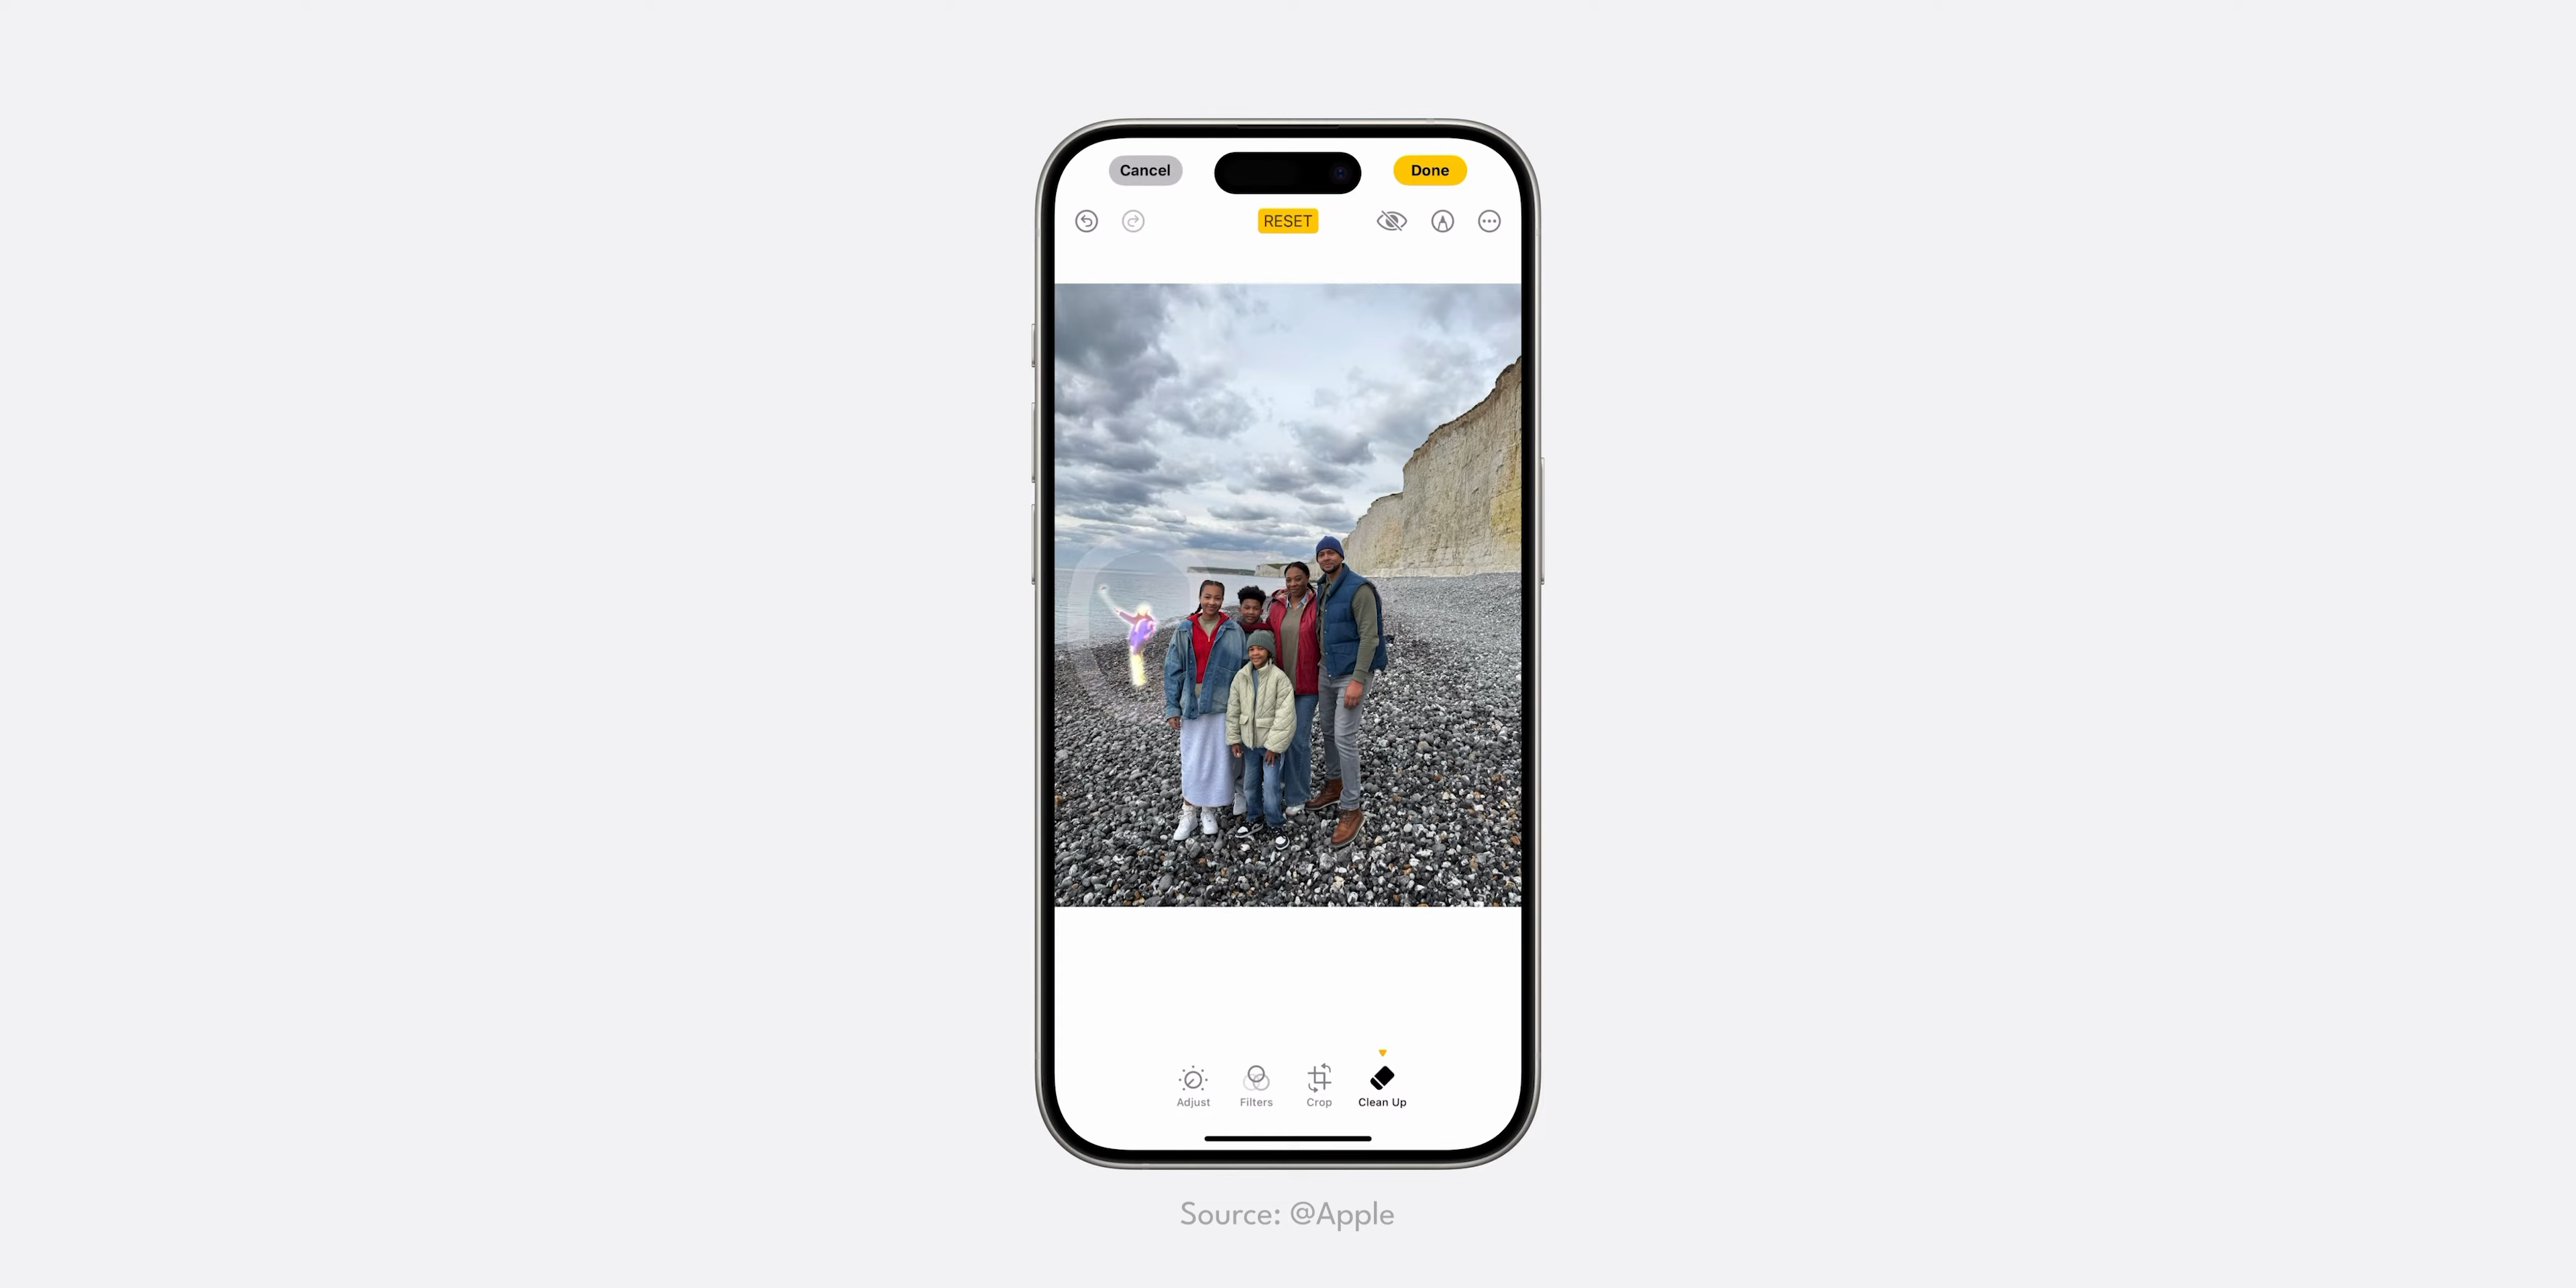 Cancel
Done
RESET
Adjust
Filters
Crop
Clean Up
Source: @Apple